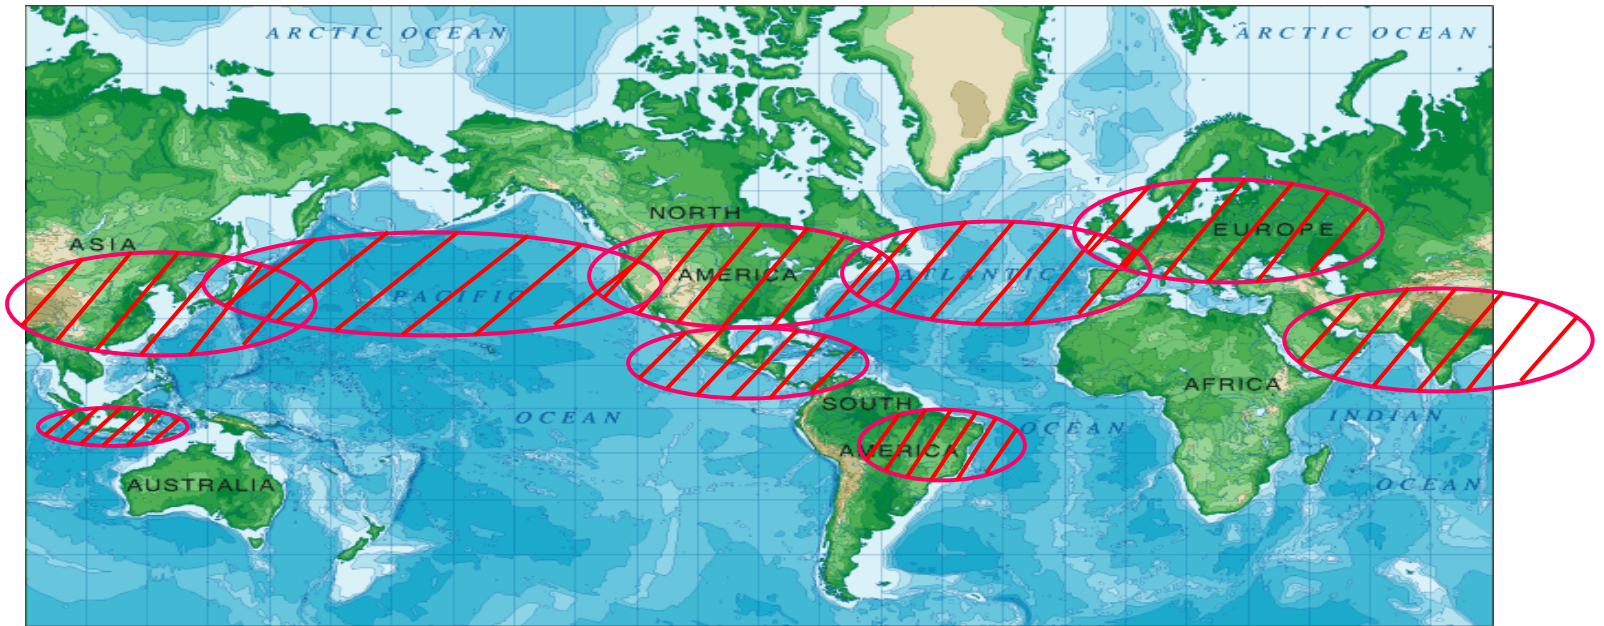 ARCTIC OCEAN
ARCTIC OCEAN
NORTH
AMERICA
EUROPE
ASIA
ATLANTIC
PACIFIC
OCEAN
AFRICA
SOUTH
AMERICA
OCEAN
INDIAN
OCEAN
AUSTRALIA